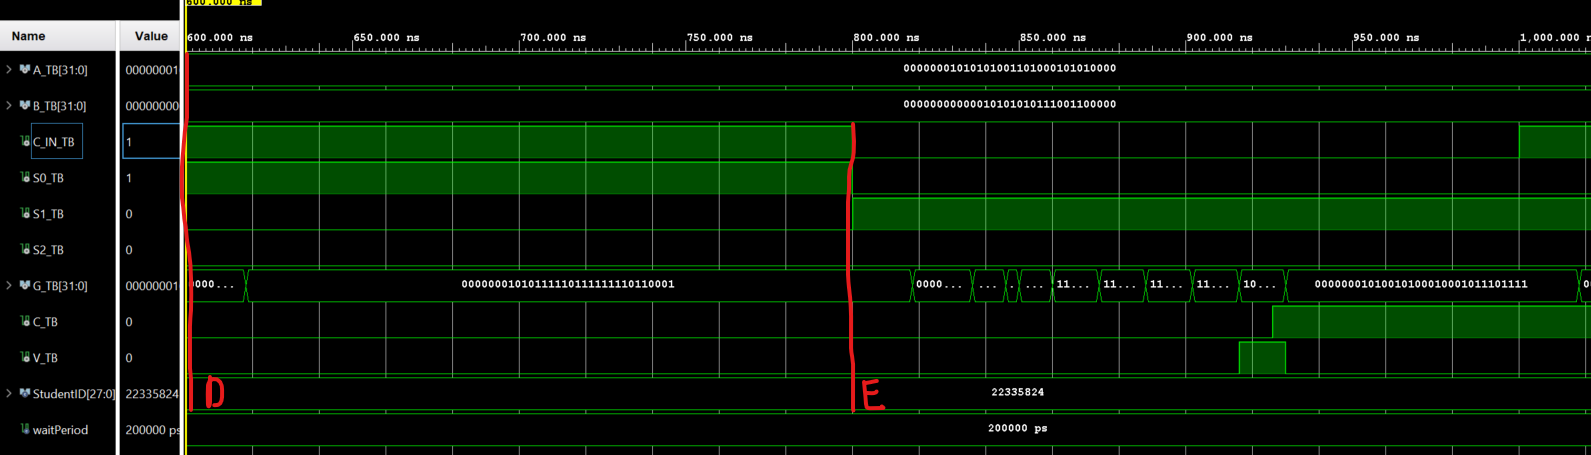 600.000 ns
Name
Value
600.000 ns
650.000 ns
700.000 ns
750.000 ns
800.000 ns
850.000 ns
900.000 ns
950.000 ns
1,000.000
A_TB[31:0]
00000001
00000001010101001101000101010000
B_TB[31:0]
00000000
00000000000010101010111001100000
C_IN_TB
1
S0_TB
1
S1_TB
0
S2_TB
0
G_TB[31:0]
00000001
0000...
00000001010111110111111110110001
0000...
...
.
...
11...
11...
11...
11...
10...
00000001010010100010001011101111
0
C_TB
0
V_TB
0
StudentID[27:0]
22335824
D
E
22335824
waitPeriod
200000 ps
200000 ps